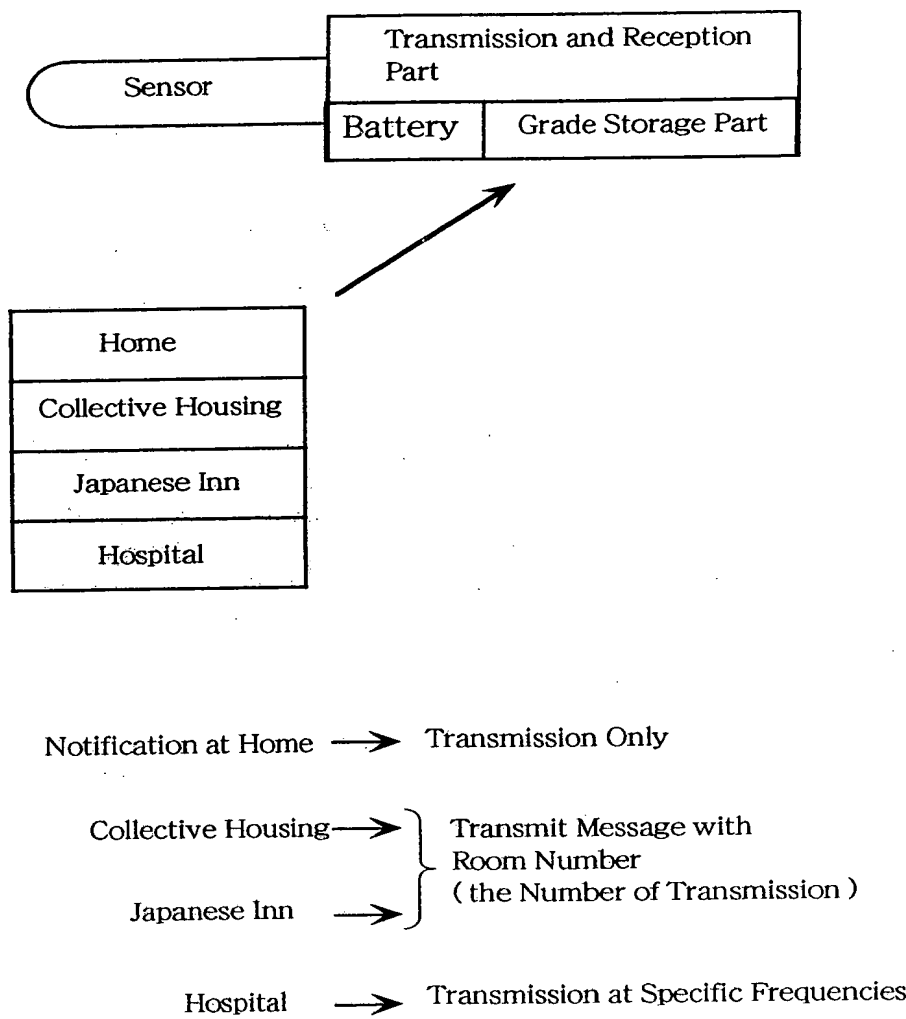 Transmission and Reception
Part
Sensor
Battery
Grade Storage Part
Home
Collective Housing
Japanese Inn
Hospital
Notification at Home
Transmission Only
Collective Housing
Transmit Message with
Room Number
( the Number of Transmission )
Japanese Inn
Hospital
Transmission at Specific Frequencies